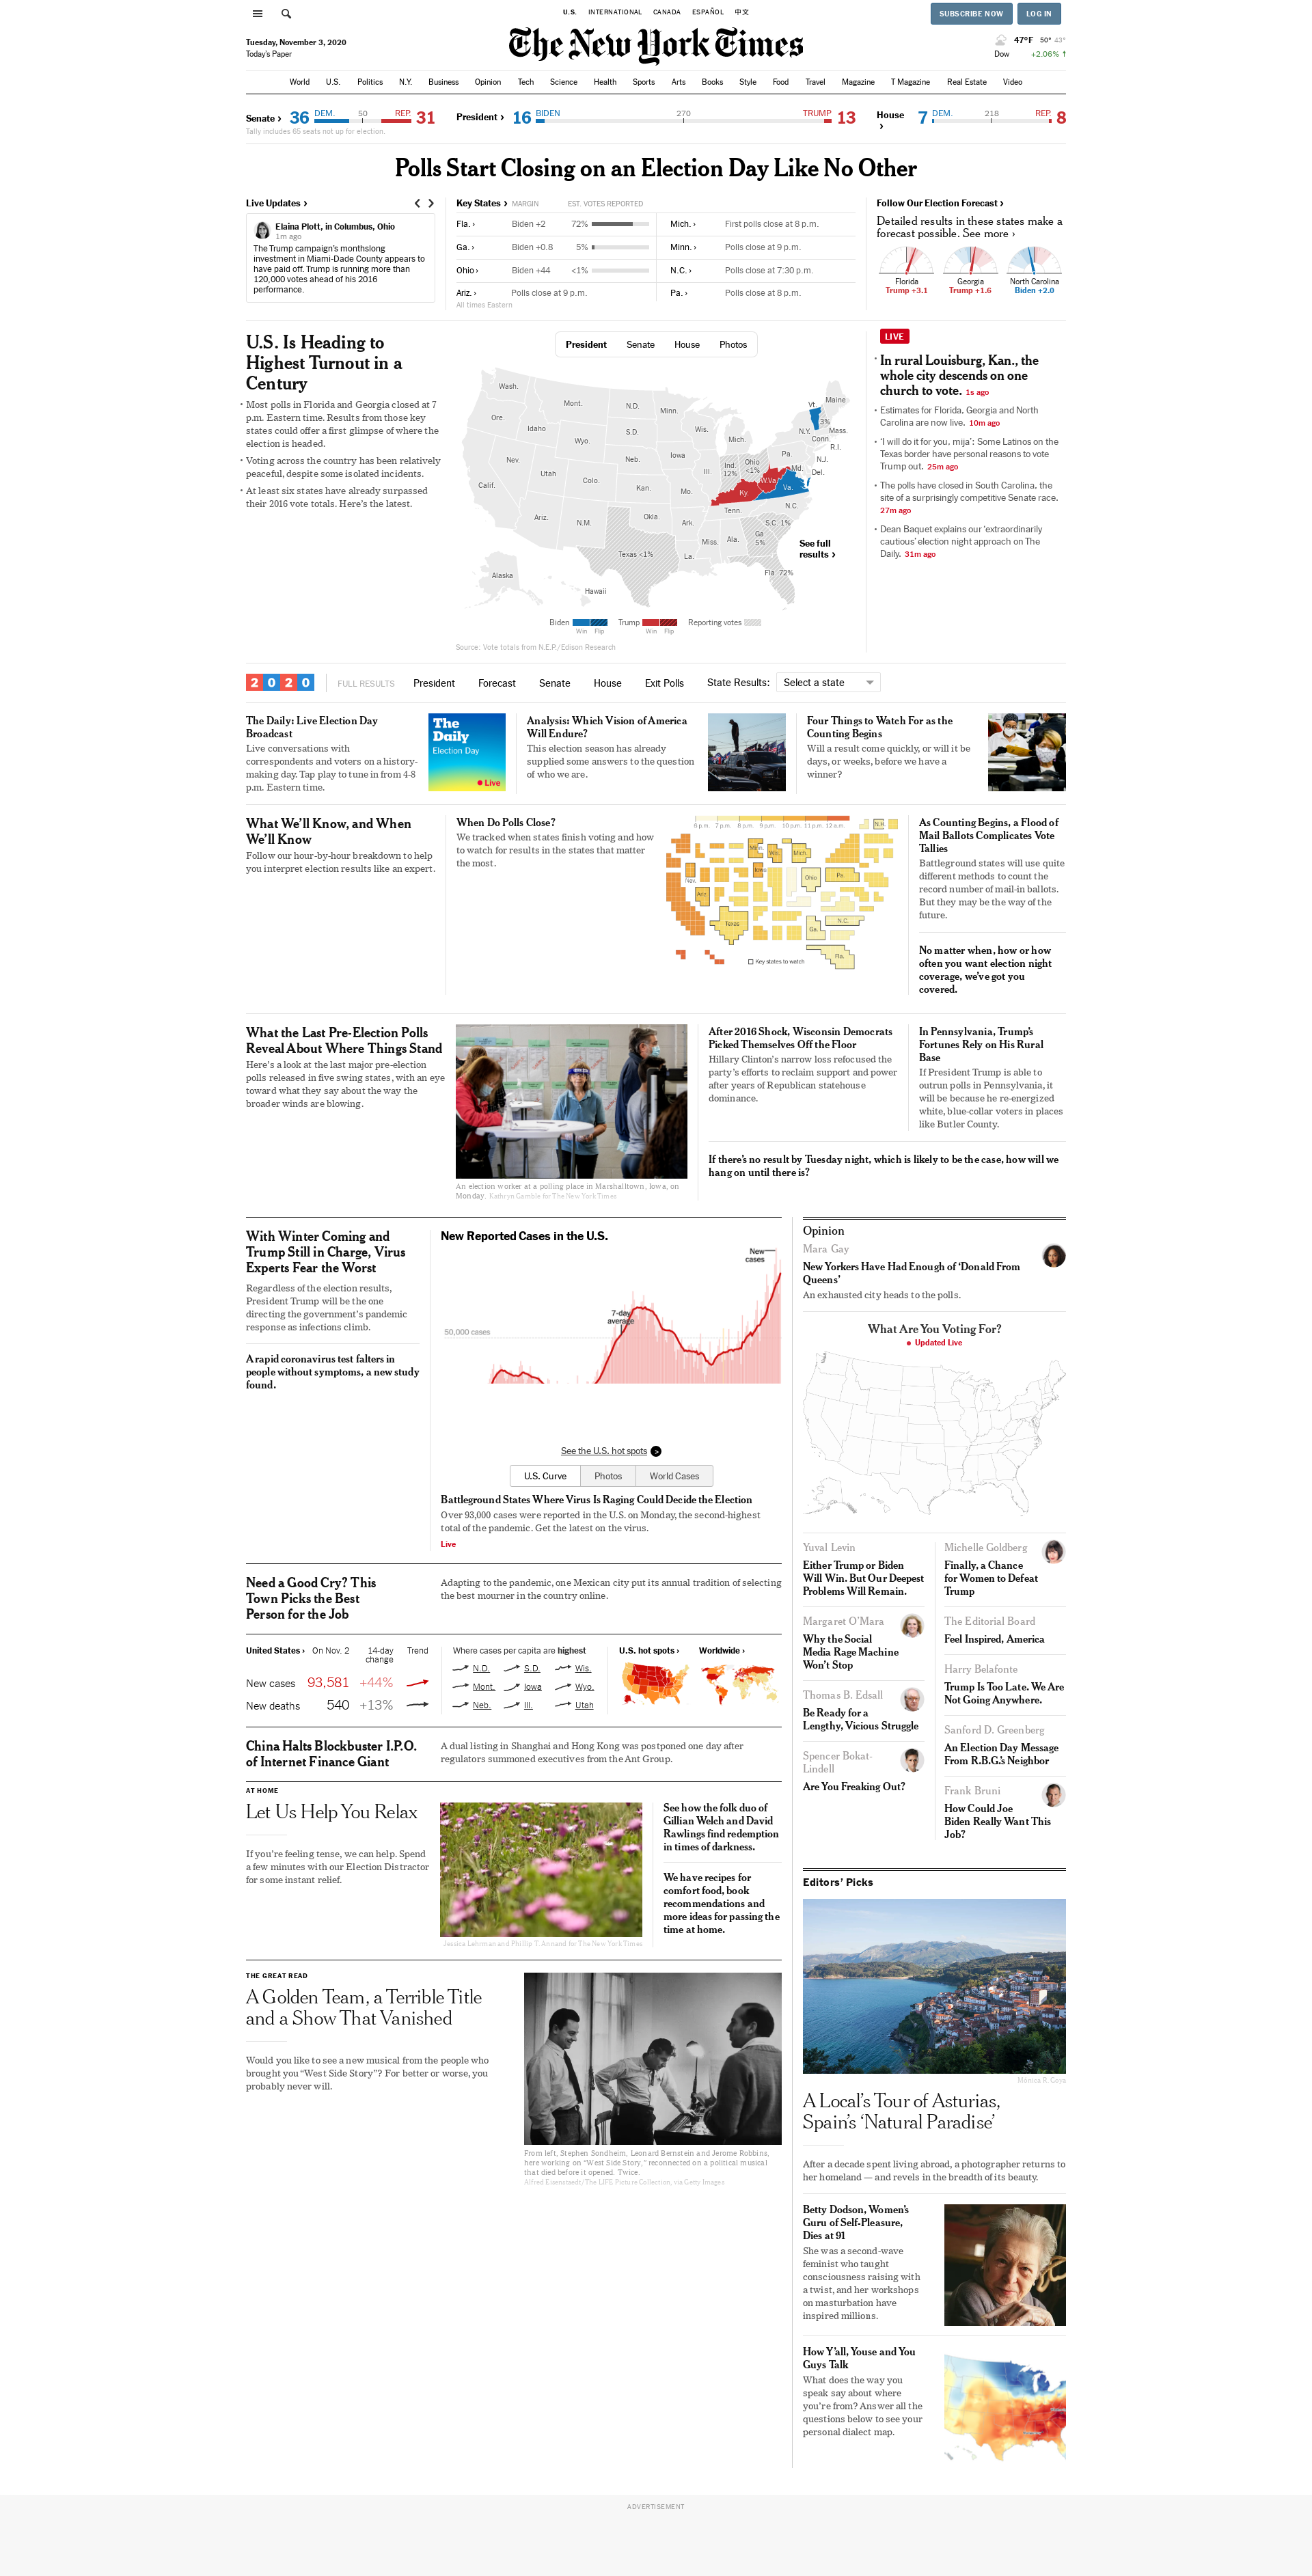 U.S. INTERNATIONAL CANADA ESPAÑOL 中文
SUBSCRIBE NOW LOG IN
Tuesday, November 3, 2020
Today's Paper
The New York Times
47°F 50° 43°
Dow +2.06% ↑
World U.S. Politics N.Y. Business Opinion Tech Science Health Sports Arts Books Style Food Travel Magazine T Magazine Real Estate Video
Senate › 36 DEM. 50 REP. 31
Tally includes 65 seats not up for election.
President › 16 BIDEN 270 TRUMP 13
House › 7 DEM. 218 REP. 8
Polls Start Closing on an Election Day Like No Other
Live Updates ›
Elaina Plott, in Columbus, Ohio
1m ago
The Trump campaign's monthslong
investment in Miami-Dade County appears to
have paid off. Trump is running more than
120,000 votes ahead of his 2016
performance.
Key States › MARGIN EST. VOTES REPORTED
Fla. › Biden +2 72%
Ga. › Biden +0.8 5%
Ohio › Biden +44 <1%
Ariz. › Polls close at 9 p.m.
All times Eastern
Mich. › First polls close at 8 p.m.
Minn. › Polls close at 9 p.m.
N.C. › Polls close at 7:30 p.m.
Pa. › Polls close at 8 p.m.
Follow Our Election Forecast ›
Detailed results in these states make a
forecast possible. See more ›
Florida
Trump +3.1
Georgia
Trump +1.6
North Carolina
Biden +2.0
U.S. Is Heading to
Highest Turnout in a
Century
• Most polls in Florida and Georgia closed at 7
p.m. Eastern time. Results from those key
states could offer a first glimpse of where the
election is headed.
• Voting across the country has been relatively
peaceful, despite some isolated incidents.
• At least six states have already surpassed
their 2016 vote totals. Here's the latest.
President Senate House Photos
Wash.
Ore.
Calif.
Nev.
Idaho
Mont.
Wyo.
Utah
Colo.
Ariz.
N.M.
N.D.
S.D.
Neb.
Kan.
Okla.
Texas <1%
Minn.
Iowa
Mo.
Ark.
La.
Wis.
Ill.
Mich.
Ind.
12%
Ohio
<1%
Ky.
Tenn.
Miss.
Ala.
Ga.
5%
Fla. 72%
S.C. 1%
N.C.
Va.
W.Va.
Pa.
N.Y.
Vt.
3%
Maine
Mass.
Conn.
R.I.
N.J.
Md.
Del.
Alaska
Hawaii
See full
results ›
Biden Trump Reporting votes
Win Flip Win Flip
Source: Vote totals from N.E.P./Edison Research
LIVE
• In rural Louisburg, Kan., the
whole city descends on one
church to vote. 1s ago
• Estimates for Florida, Georgia and North
Carolina are now live. 10m ago
• 'I will do it for you, mija': Some Latinos on the
Texas border have personal reasons to vote
Trump out. 25m ago
• The polls have closed in South Carolina, the
site of a surprisingly competitive Senate race.
27m ago
• Dean Baquet explains our 'extraordinarily
cautious' election night approach on The
Daily. 31m ago
2020 FULL RESULTS President Forecast Senate House Exit Polls State Results: Select a state
The Daily: Live Election Day
Broadcast
Live conversations with
correspondents and voters on a history-
making day. Tap play to tune in from 4-8
p.m. Eastern time.
The
Daily
Election Day
Live
Analysis: Which Vision of America
Will Endure?
This election season has already
supplied some answers to the question
of who we are.
Four Things to Watch For as the
Counting Begins
Will a result come quickly, or will it be
days, or weeks, before we have a
winner?
What We'll Know, and When
We'll Know
Follow our hour-by-hour breakdown to help
you interpret election results like an expert.
When Do Polls Close?
We tracked when states finish voting and how
to watch for results in the states that matter
the most.
6 p.m. 7 p.m. 8 p.m. 9 p.m. 10 p.m. 11 p.m. 12 a.m.
N.H.
Minn.
Wis.
Mich.
Iowa
Nev.
Ohio
Pa.
Ariz.
N.C.
Texas
Ga.
Fla.
Key states to watch
As Counting Begins, a Flood of
Mail Ballots Complicates Vote
Tallies
Battleground states will use quite
different methods to count the
record number of mail-in ballots.
But they may be the way of the
future.
No matter when, how or how
often you want election night
coverage, we've got you
covered.
What the Last Pre-Election Polls
Reveal About Where Things Stand
Here's a look at the last major pre-election
polls released in five swing states, with an eye
toward what they say about the way the
broader winds are blowing.
An election worker at a polling place in Marshalltown, Iowa, on
Monday. Kathryn Gamble for The New York Times
After 2016 Shock, Wisconsin Democrats
Picked Themselves Off the Floor
Hillary Clinton's narrow loss refocused the
party's efforts to reclaim support and power
after years of Republican statehouse
dominance.
In Pennsylvania, Trump's
Fortunes Rely on His Rural
Base
If President Trump is able to
outrun polls in Pennsylvania, it
will be because he re-energized
white, blue-collar voters in places
like Butler County.
If there's no result by Tuesday night, which is likely to be the case, how will we
hang on until there is?
With Winter Coming and
Trump Still in Charge, Virus
Experts Fear the Worst
Regardless of the election results,
President Trump will be the one
directing the government's pandemic
response as infections climb.
A rapid coronavirus test falters in
people without symptoms, a new study
found.
New Reported Cases in the U.S.
New
cases
7-day
average
50,000 cases
See the U.S. hot spots >
U.S. Curve Photos World Cases
Battleground States Where Virus Is Raging Could Decide the Election
Over 93,000 cases were reported in the U.S. on Monday, the second-highest
total of the pandemic. Get the latest on the virus.
Live
Need a Good Cry? This
Town Picks the Best
Person for the Job
Adapting to the pandemic, one Mexican city put its annual tradition of selecting
the best mourner in the country online.
United States › On Nov. 2 14-day
change Trend
New cases 93,581 +44%
New deaths 540 +13%
Where cases per capita are highest
N.D. S.D. Wis.
Mont. Iowa Wyo.
Neb. Ill. Utah
U.S. hot spots › Worldwide ›
China Halts Blockbuster I.P.O.
of Internet Finance Giant
A dual listing in Shanghai and Hong Kong was postponed one day after
regulators summoned executives from the Ant Group.
AT HOME
Let Us Help You Relax
If you're feeling tense, we can help. Spend
a few minutes with our Election Distractor
for some instant relief.
Jessica Lehrman and Phillip T. Annand for The New York Times
See how the folk duo of
Gillian Welch and David
Rawlings find redemption
in times of darkness.
We have recipes for
comfort food, book
recommendations and
more ideas for passing the
time at home.
THE GREAT READ
A Golden Team, a Terrible Title
and a Show That Vanished
Would you like to see a new musical from the people who
brought you "West Side Story"? For better or worse, you
probably never will.
From left, Stephen Sondheim, Leonard Bernstein and Jerome Robbins,
here working on "West Side Story," reconnected on a political musical
that died before it opened. Twice.
Alfred Eisenstaedt/The LIFE Picture Collection, via Getty Images
Opinion
Mara Gay
New Yorkers Have Had Enough of 'Donald From
Queens'
An exhausted city heads to the polls.
What Are You Voting For?
Updated Live
Yuval Levin
Either Trump or Biden
Will Win. But Our Deepest
Problems Will Remain.
Margaret O'Mara
Why the Social
Media Rage Machine
Won't Stop
Thomas B. Edsall
Be Ready for a
Lengthy, Vicious Struggle
Spencer Bokat-
Lindell
Are You Freaking Out?
Michelle Goldberg
Finally, a Chance
for Women to Defeat
Trump
The Editorial Board
Feel Inspired, America
Harry Belafonte
Trump Is Too Late. We Are
Not Going Anywhere.
Sanford D. Greenberg
An Election Day Message
From R.B.G.'s Neighbor
Frank Bruni
How Could Joe
Biden Really Want This
Job?
Editors' Picks
Monica R. Goya
A Local's Tour of Asturias,
Spain's 'Natural Paradise'
After a decade spent living abroad, a photographer returns to
her homeland — and revels in the breadth of its beauty.
Betty Dodson, Women's
Guru of Self-Pleasure,
Dies at 91
She was a second-wave
feminist who taught
consciousness raising with
a twist, and her workshops
on masturbation have
inspired millions.
How Y'all, Youse and You
Guys Talk
What does the way you
speak say about where
you're from? Answer all the
questions below to see your
personal dialect map.
ADVERTISEMENT